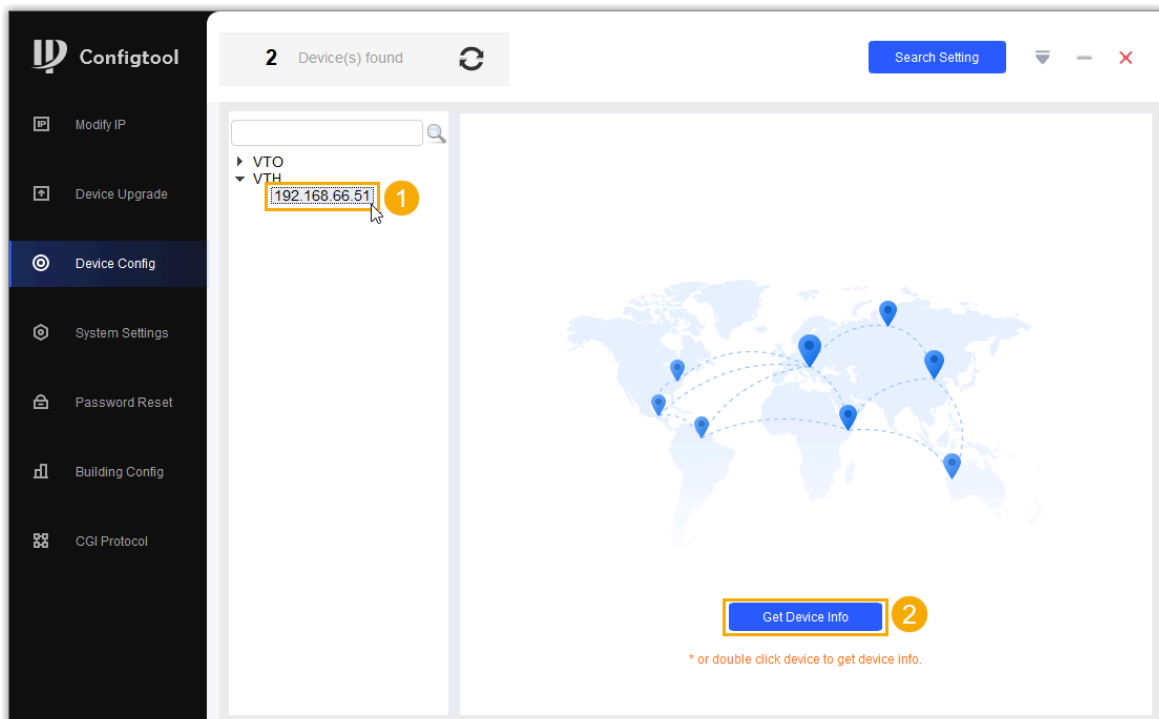 IP Configtool
2 Device(s) found
Search Setting
IP Modify IP
Device Upgrade
Device Config
System Settings
Password Reset
Building Config
CGI Protocol
VTO
VTH
192.168.66.51
1
Get Device Info
2
* or double click device to get device info.